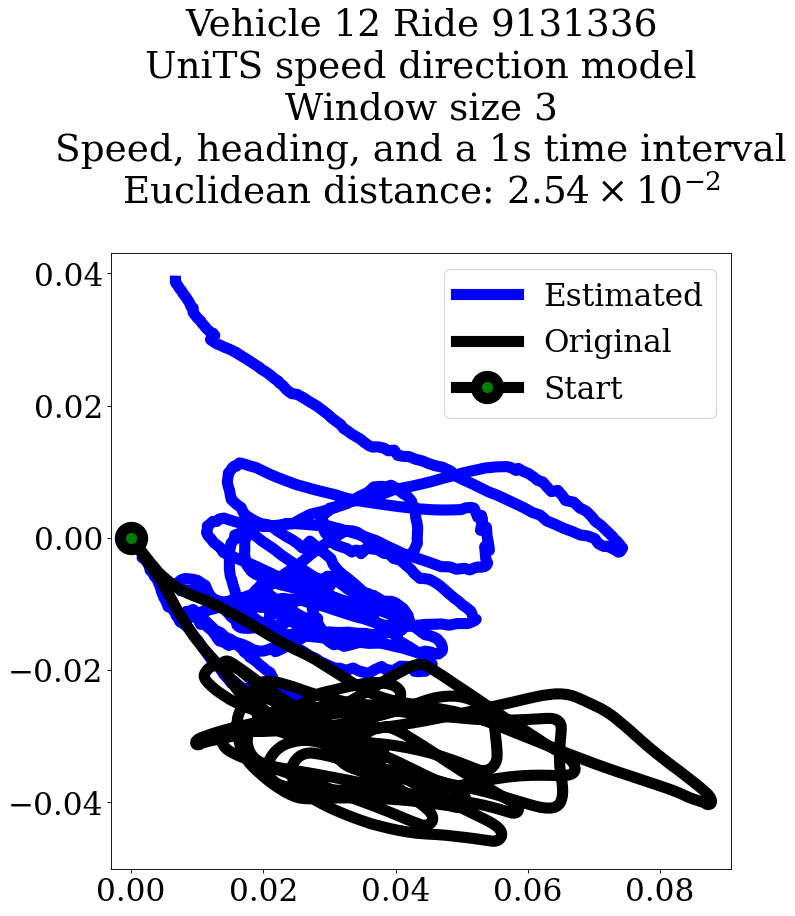 Vehicle 12 Ride 9131336
UniTS speed direction model
Window size 3
Speed, heading, and a 1s time interval
Euclidean distance: 2.54 × 10⁻²
Estimated
Original
Start
0.04
0.02
0.00
−0.02
−0.04
0.00 0.02 0.04 0.06 0.08